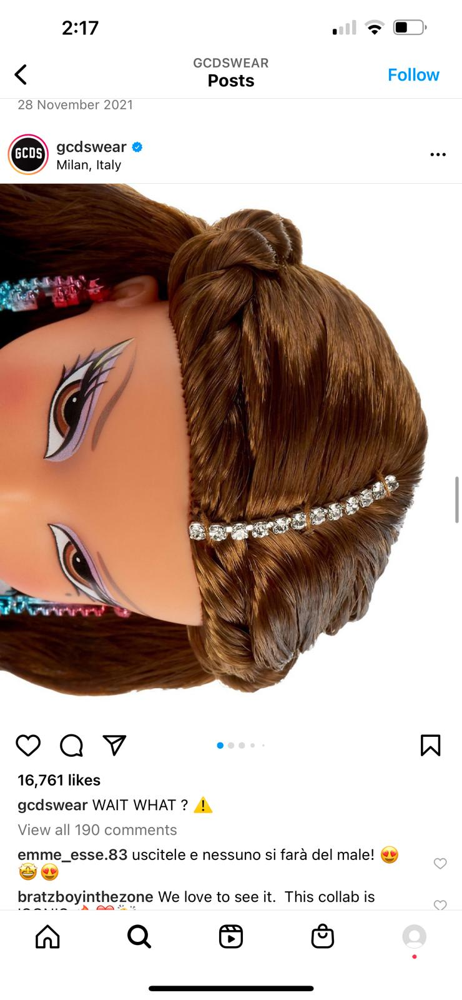 2:17
GCDSWEAR
Posts
Follow
28 November 2021
GCDS
gcdswear
Milan, Italy
16,761 likes
gcdswear WAIT WHAT ? ⚠️
View all 190 comments
emme_esse.83 uscitele e nessuno si farà del male! 😍
🤩😍
bratzboyinthezone We love to see it.  This collab is